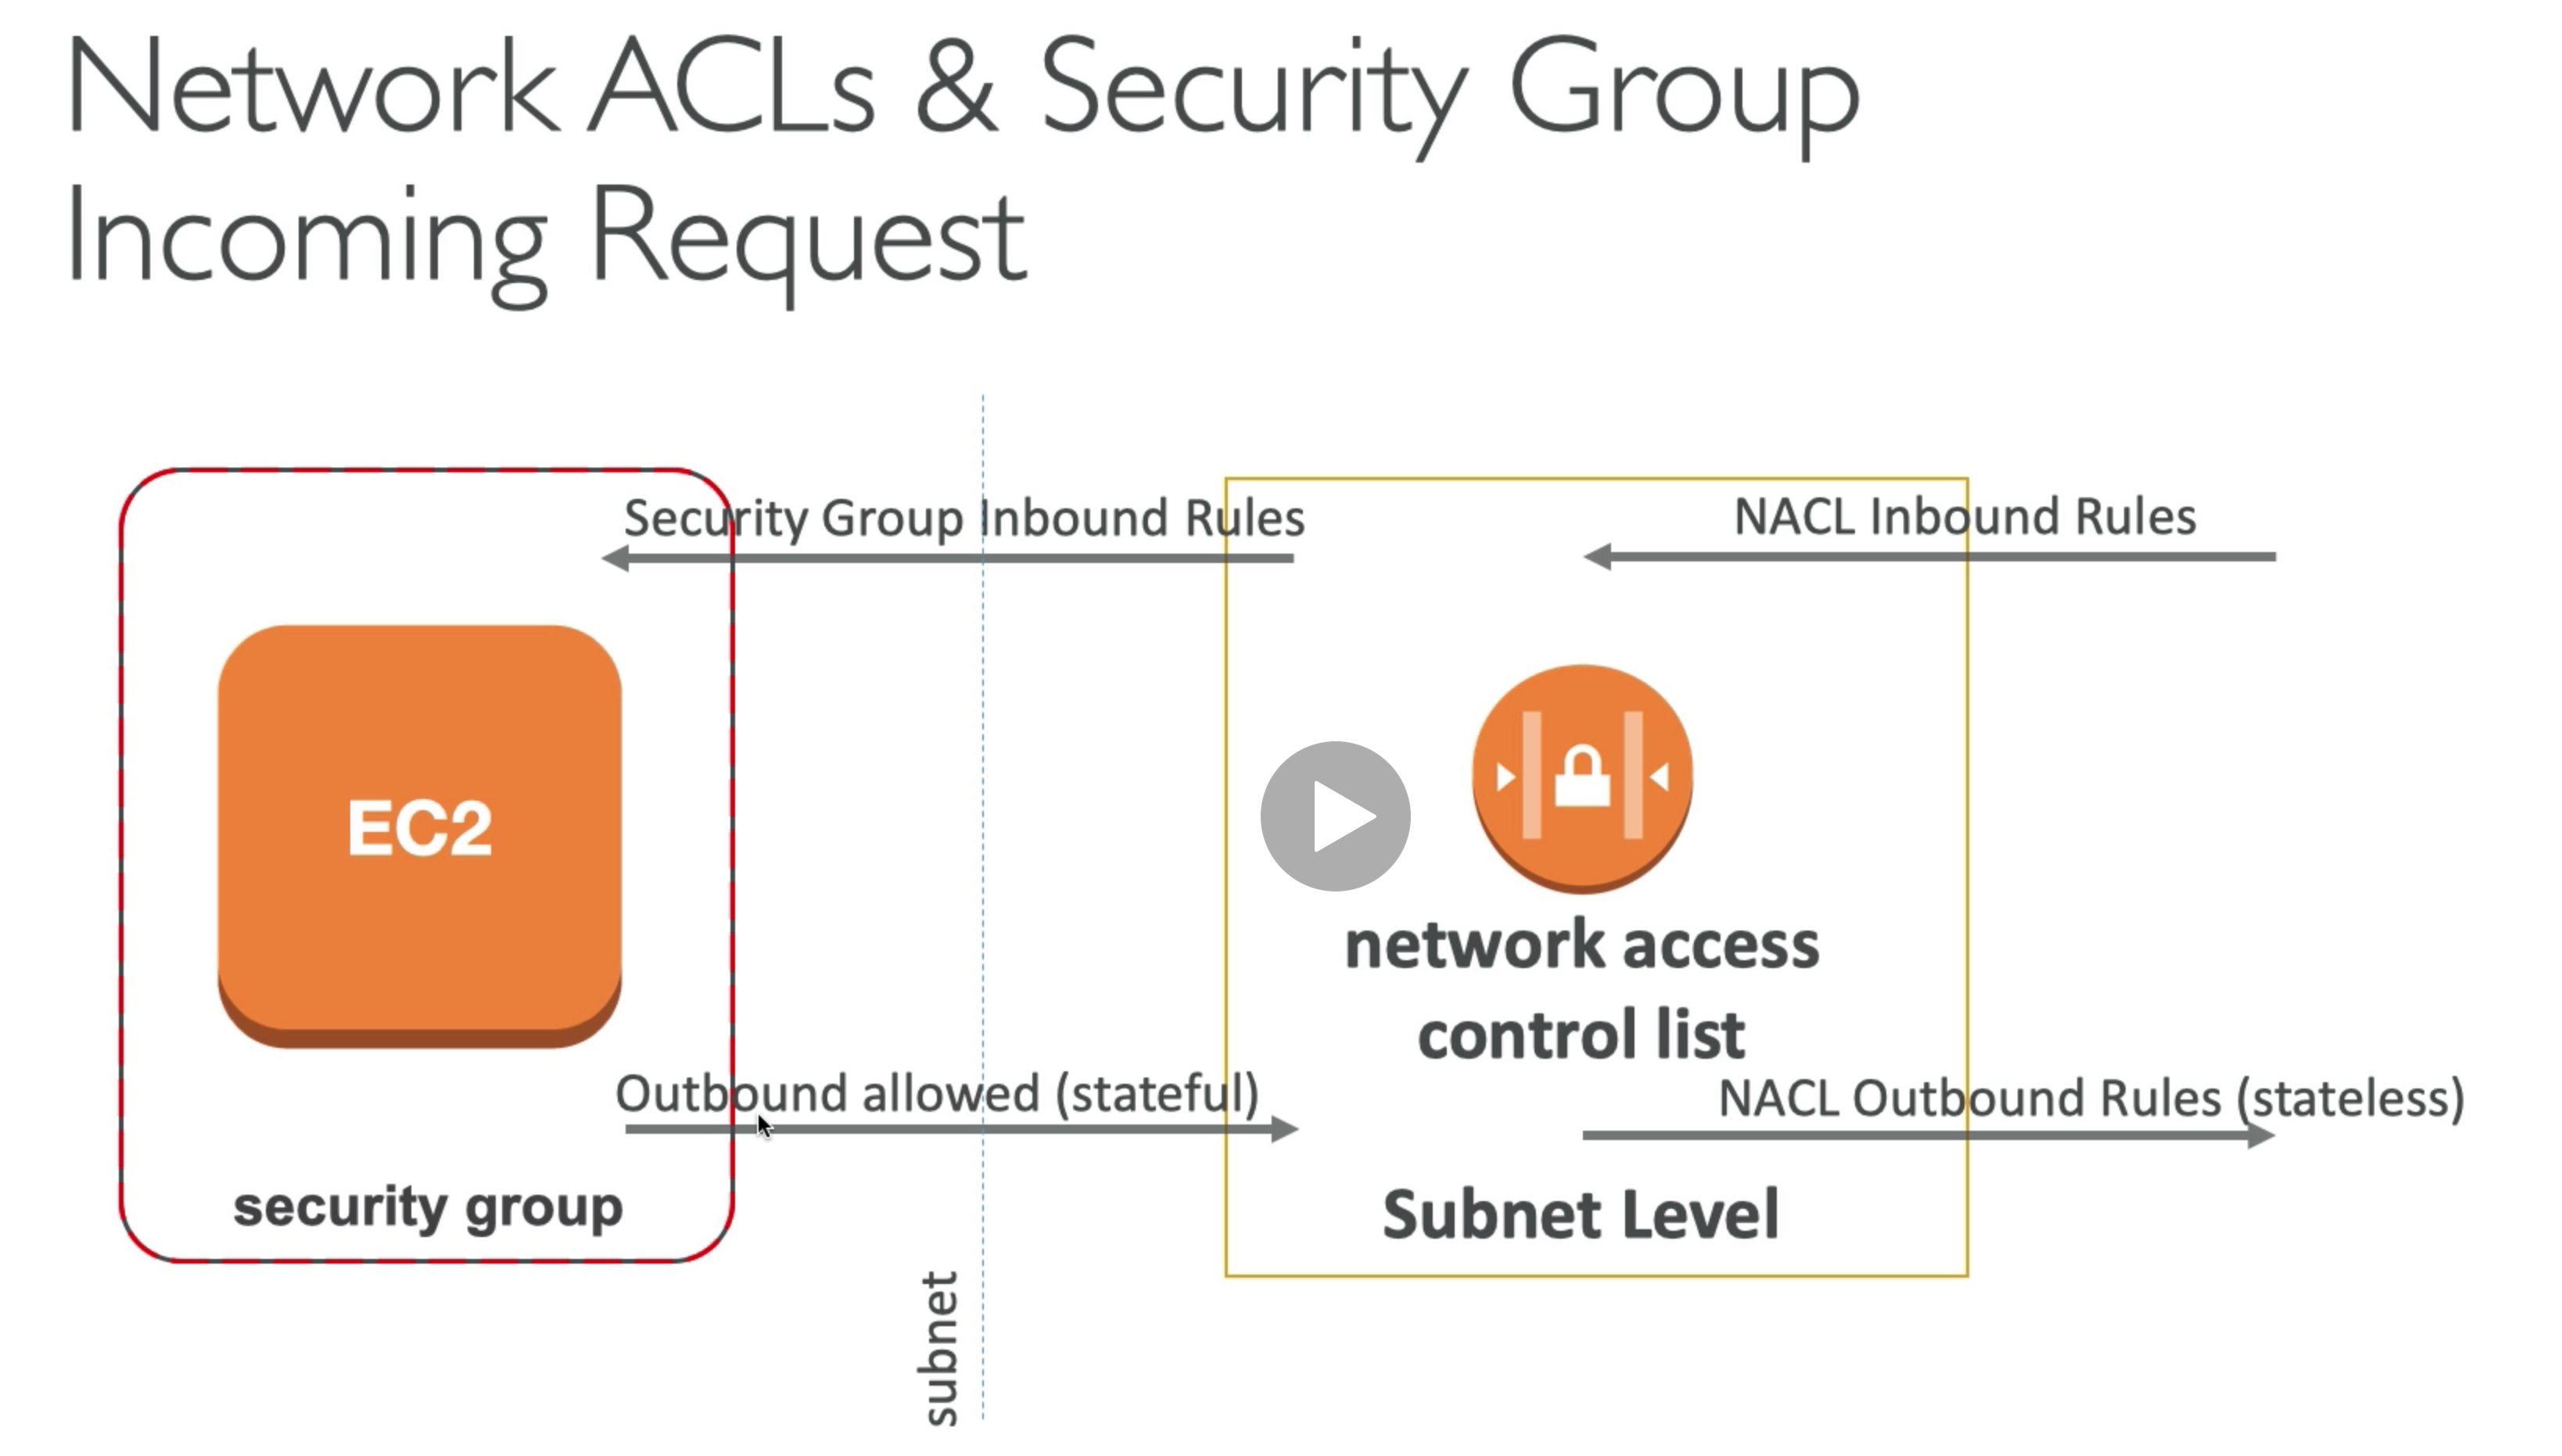 Network ACLs & Security Group
Incoming Request
Security Group Inbound Rules
NACL Inbound Rules
EC2
network access
control list
Outbound allowed (stateful)
NACL Outbound Rules (stateless)
security group
Subnet Level
subnet